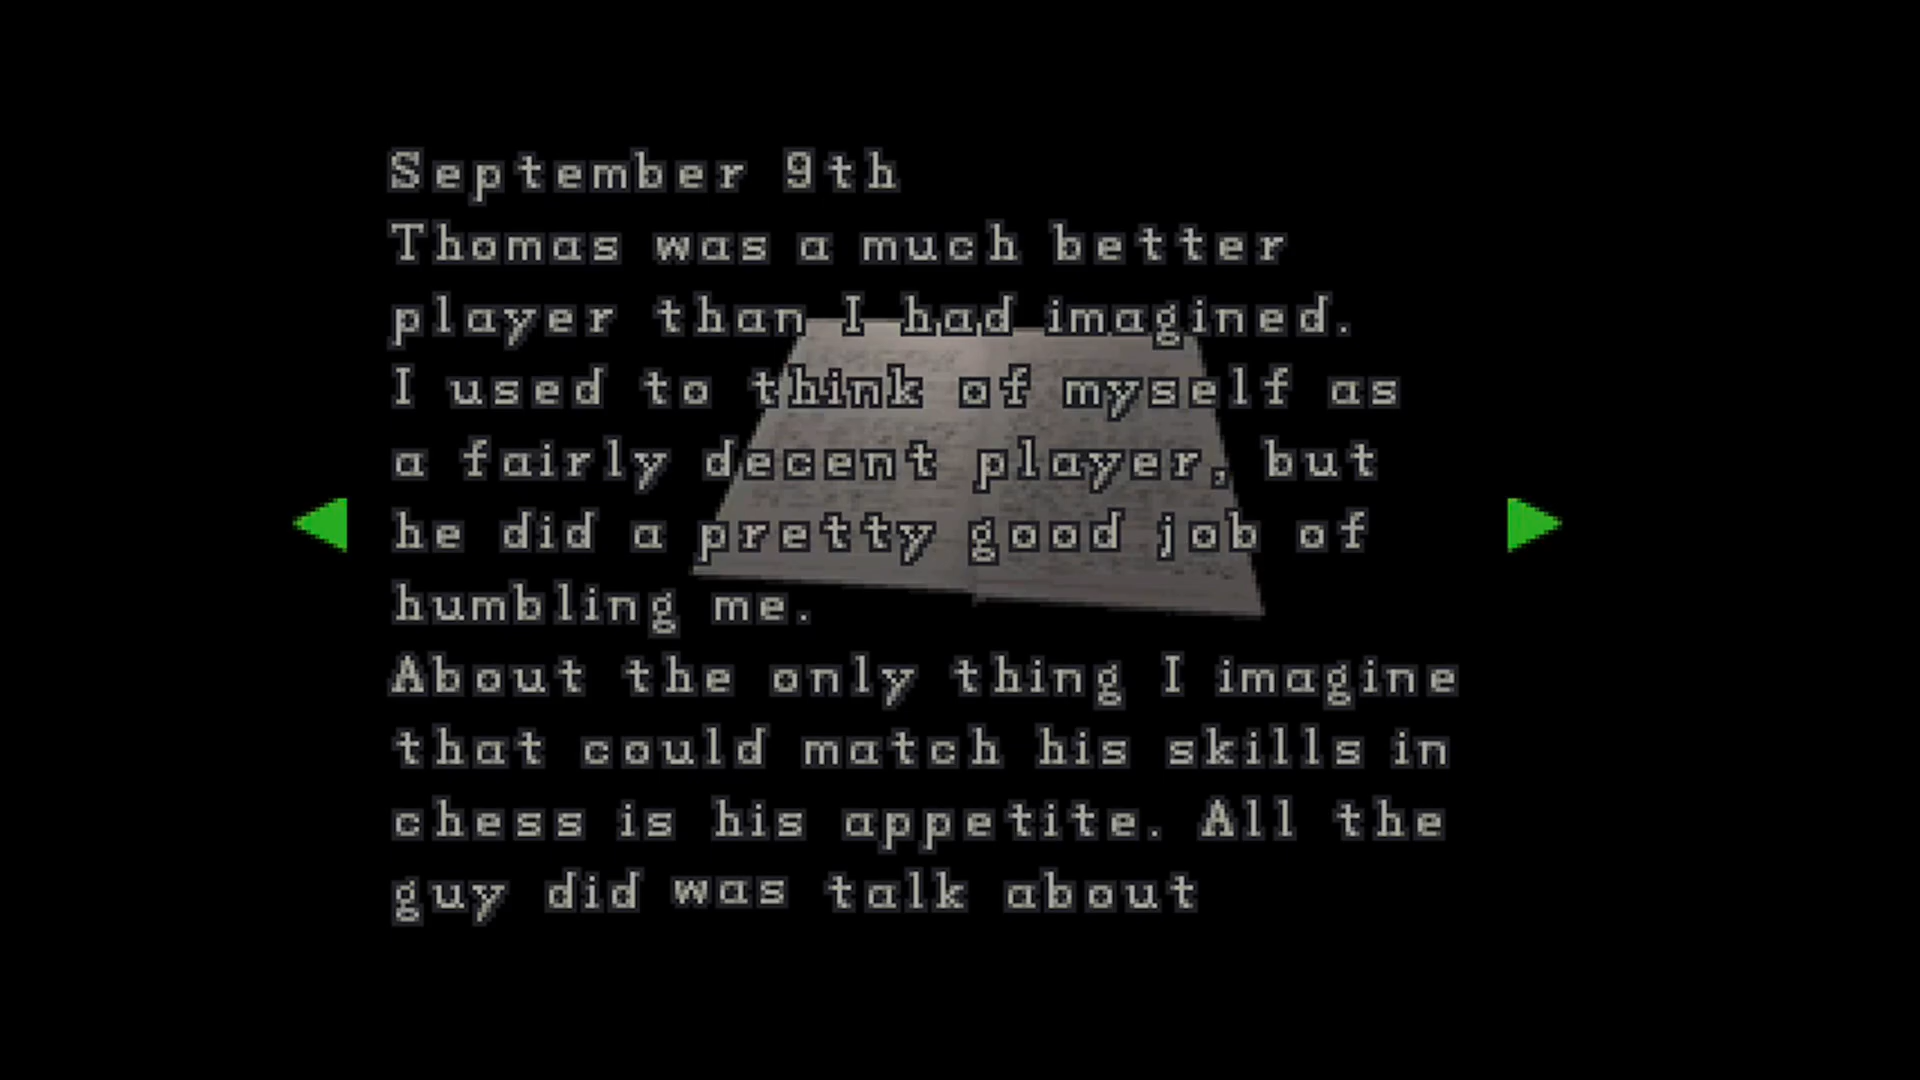 September 9th
Thomas was a much better
player than I had imagined.
I used to think of myself as
a fairly decent player, but
he did a pretty good job of
humbling me.
About the only thing I imagine
that could match his skills in
chess is his appetite. All the
guy did was talk about